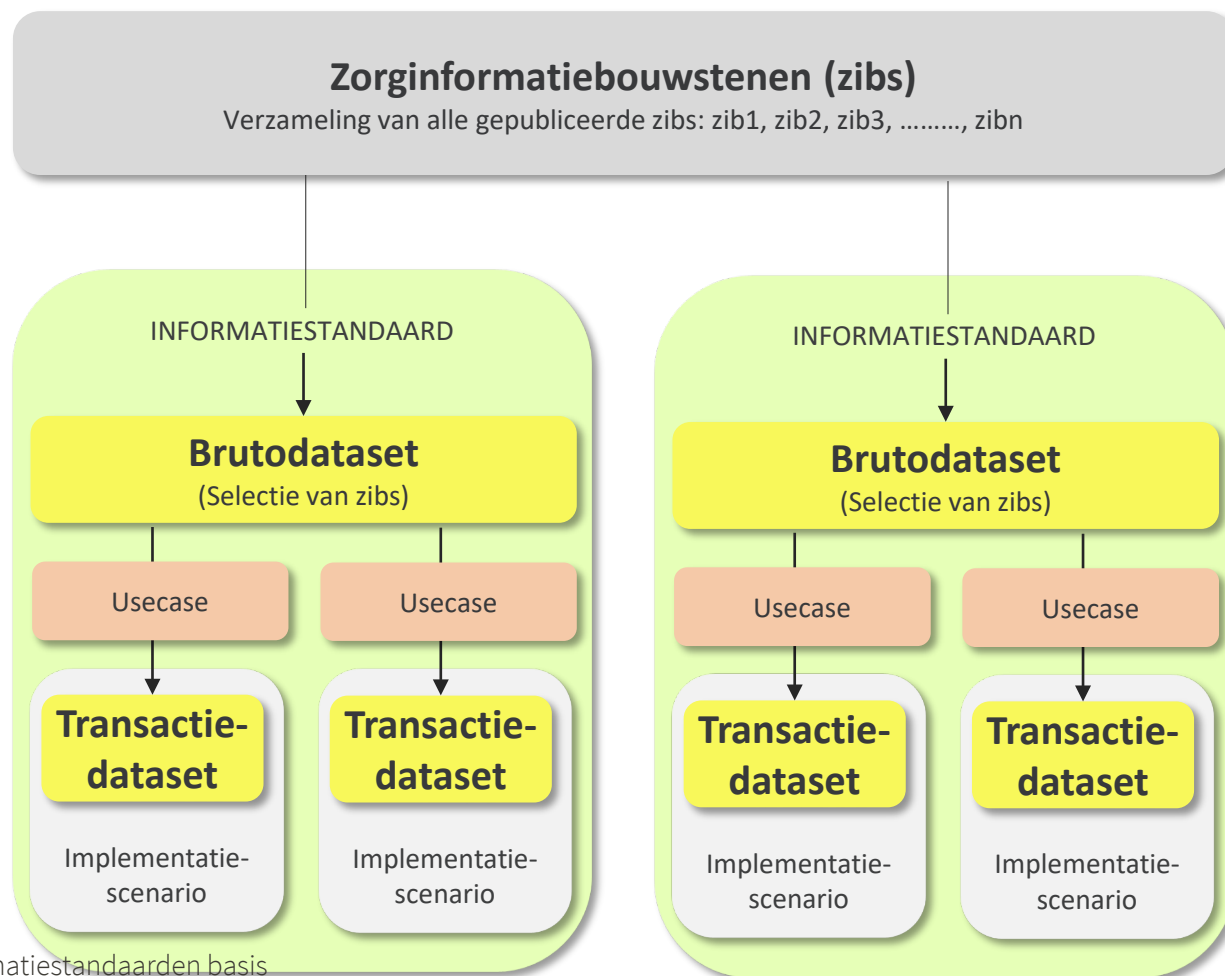 Zorginformatiebouwstenen (zibs)
Verzameling van alle gepubliceerde zibs: zib1, zib2, zib3, ………, zibn
INFORMATIESTANDAARD
Brutodataset
(Selectie van zibs)
Usecase
Usecase
Transactie-
dataset
Transactie-
dataset
Implementatie-
scenario
Implementatie-
scenario
INFORMATIESTANDAARD
Brutodataset
(Selectie van zibs)
Usecase
Usecase
Transactie-
dataset
Transactie-
dataset
Implementatie-
scenario
Implementatie-
scenario
natiestandaarden basis